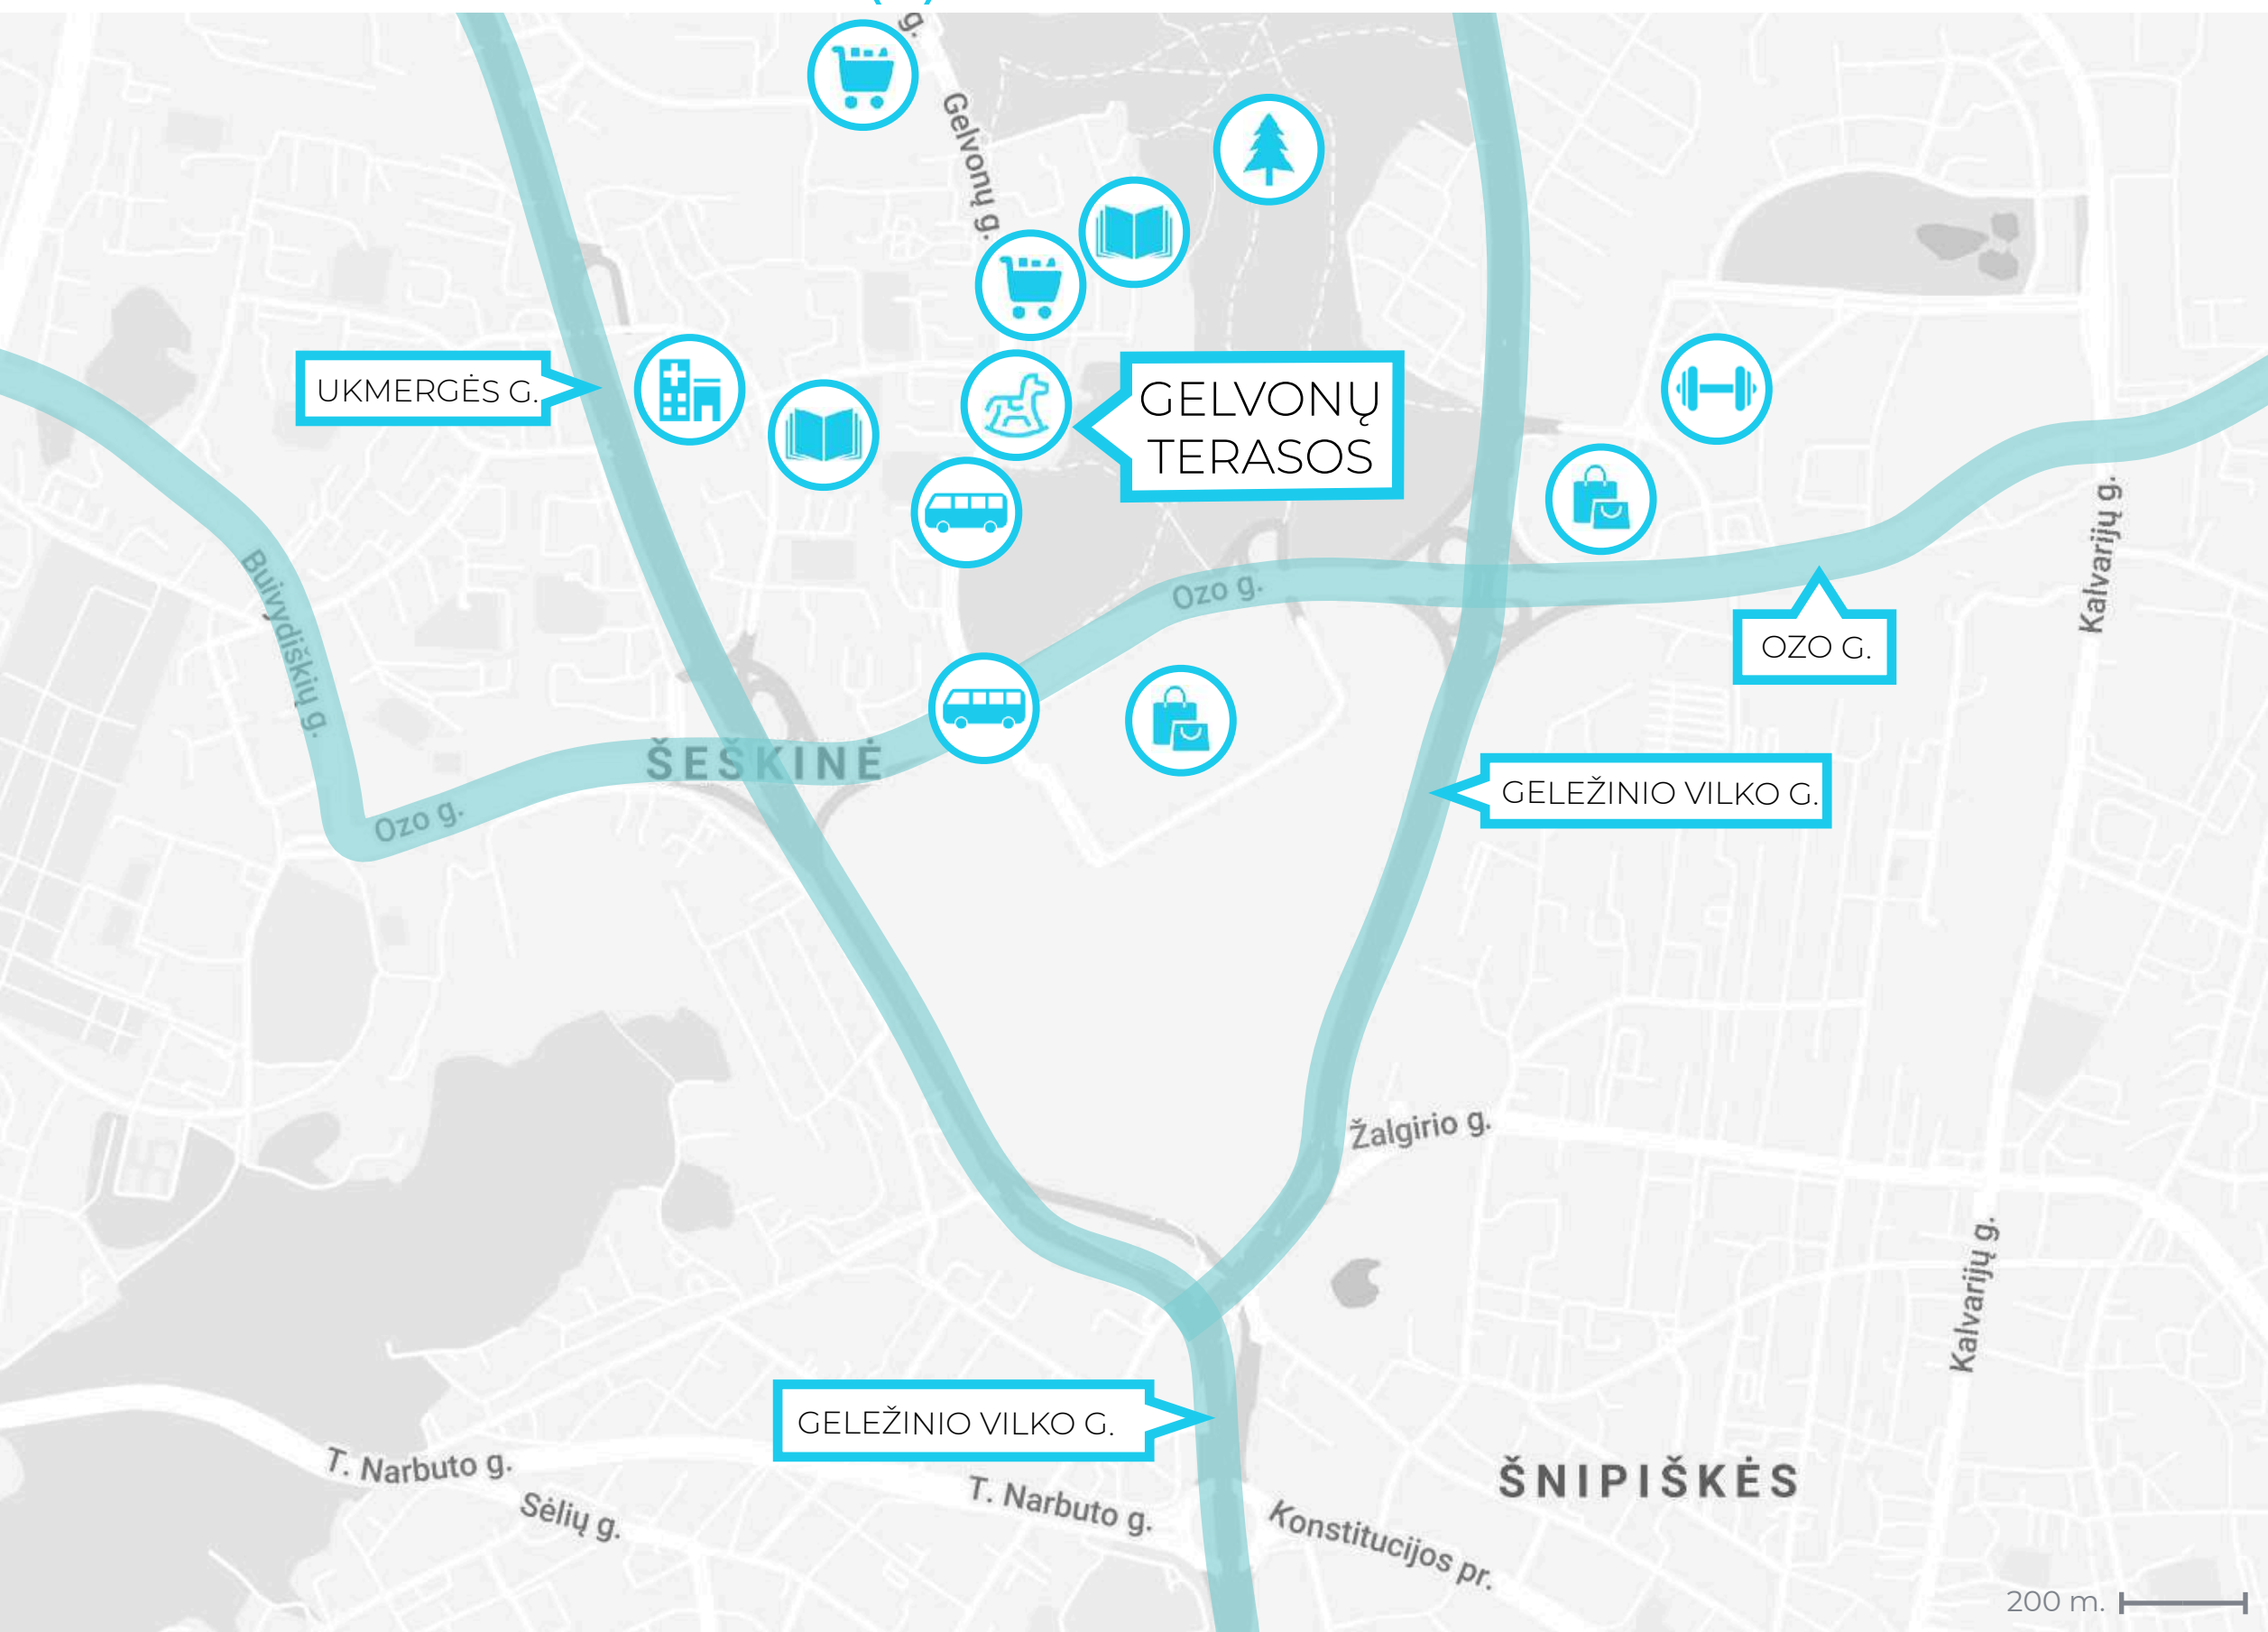 g.
Gelvonų g.
UKMERGĖS G.
GELVONŲ
TERASOS
Kalvarijų g.
Buivydiškių g.
Ozo g.
OZO G.
ŠEŠKINĖ
GELEŽINIO VILKO G.
Ozo g.
Žalgirio g.
Kalvarijų g.
GELEŽINIO VILKO G.
T. Narbuto g.
Sėlių g.
T. Narbuto g.
Konstitucijos pr.
ŠNIPIŠKĖS
200 m.